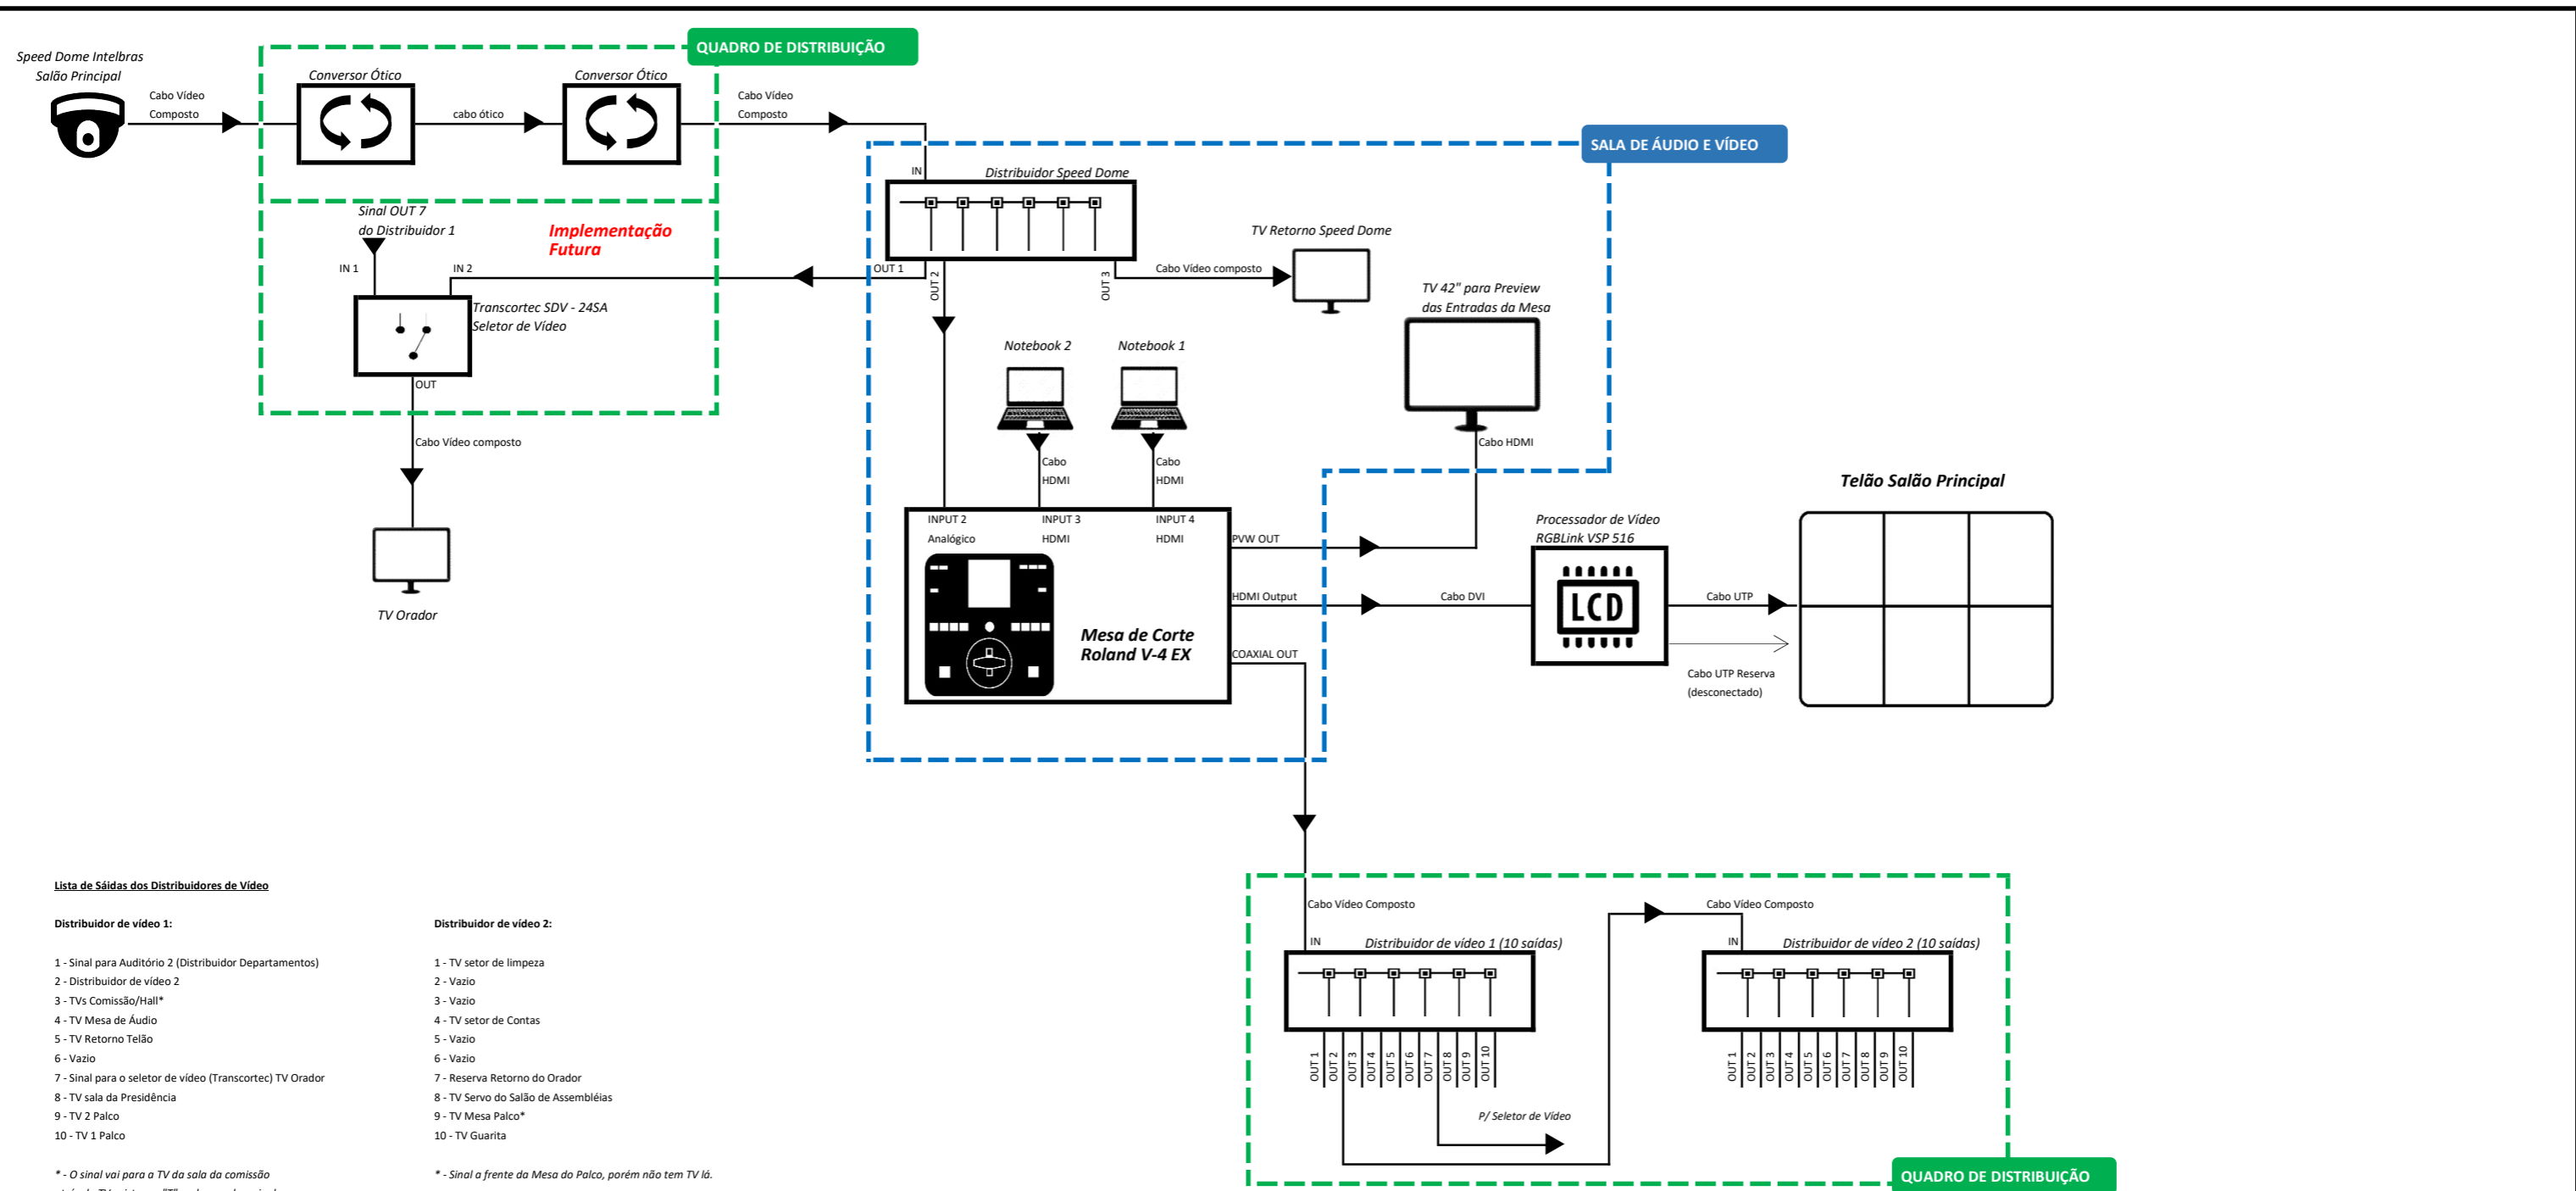 QUADRO DE DISTRIBUIÇÃO
Speed Dome Intelbras
Salão Principal
Conversor Ótico
Conversor Ótico
Cabo Vídeo
Composto
cabo ótico
Cabo Vídeo
Composto
SALA DE ÁUDIO E VÍDEO
IN
Distribuidor Speed Dome
Sinal OUT 7
do Distribuidor 1
Implementação
Futura
TV Retorno Speed Dome
IN 1
IN 2
OUT 1
OUT 2
OUT 3
Cabo Vídeo composto
TV 42" para Preview
das Entradas da Mesa
Transcortec SDV - 24SA
Seletor de Vídeo
Notebook 2
Notebook 1
OUT
Cabo Vídeo composto
Cabo
HDMI
Cabo
HDMI
Cabo HDMI
Telão Salão Principal
INPUT 2
Analógico
INPUT 3
HDMI
INPUT 4
HDMI
PVW OUT
Processador de Vídeo
RGBLink VSP 516
HDMI Output
Cabo DVI
LCD
Cabo UTP
TV Orador
Mesa de Corte
Roland V-4 EX
COAXIAL OUT
Cabo UTP Reserva
(desconectado)
Lista de Sáidas dos Distribuidores de Vídeo
Distribuidor de vídeo 1:
1 - Sinal para Auditório 2 (Distribuidor Departamentos)
2 - Distribuidor de vídeo 2
3 - TVs Comissão/Hall*
4 - TV Mesa de Áudio
5 - TV Retorno Telão
6 - Vazio
7 - Sinal para o seletor de vídeo (Transcortec) TV Orador
8 - TV sala da Presidência
9 - TV 2 Palco
10 - TV 1 Palco
* - O sinal vai para a TV da sala da comissão
Distribuidor de vídeo 2:
1 - TV setor de limpeza
2 - Vazio
3 - Vazio
4 - TV setor de Contas
5 - Vazio
6 - Vazio
7 - Reserva Retorno do Orador
8 - TV Servo do Salão de Assembléias
9 - TV Mesa Palco*
10 - TV Guarita
* - Sinal a frente da Mesa do Palco, porém não tem TV lá.
Cabo Vídeo Composto
Cabo Vídeo Composto
IN
Distribuidor de vídeo 1 (10 saídas)
IN
Distribuidor de vídeo 2 (10 saídas)
OUT 1
OUT 2
OUT 3
OUT 4
OUT 5
OUT 6
OUT 7
OUT 8
OUT 9
OUT 10
OUT 1
OUT 2
OUT 3
OUT 4
OUT 5
OUT 6
OUT 7
OUT 8
OUT 9
OUT 10
P/ Seletor de Vídeo
QUADRO DE DISTRIBUIÇÃO